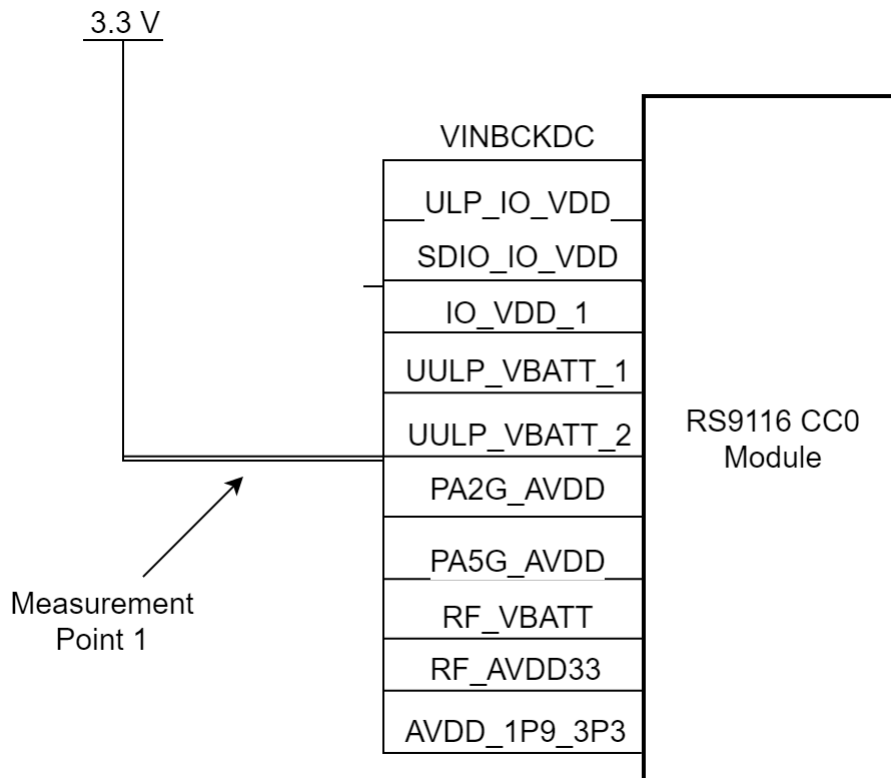 3.3 V
VINBCKDC
ULP_IO_VDD
SDIO_IO_VDD
IO_VDD_1
UULP_VBATT_1
UULP_VBATT_2
PA2G_AVDD
PA5G_AVDD
RF_VBATT
RF_AVDD33
AVDD_1P9_3P3
RS9116 CC0
Module
Measurement
Point 1